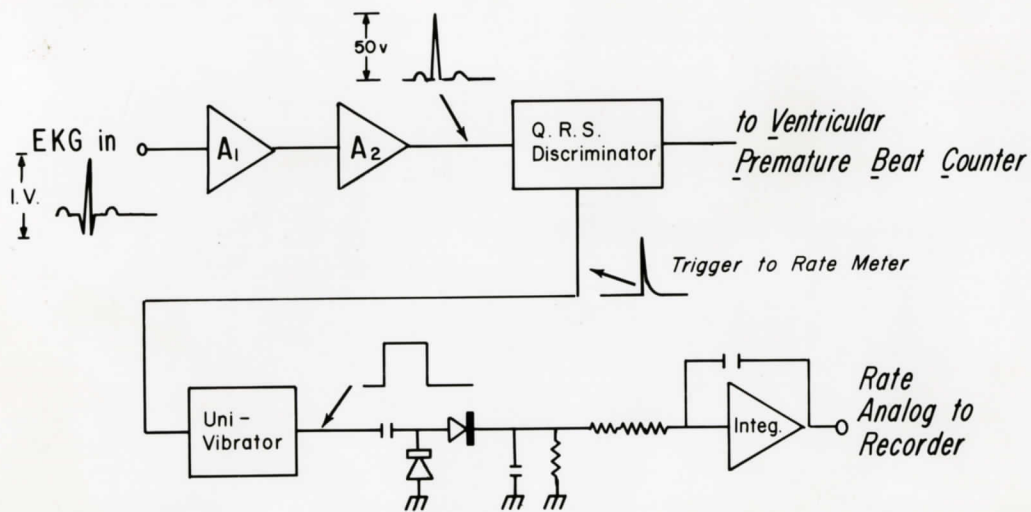 50 v
EKG in
I.V.
A1
A2
Q. R. S.
Discriminator
to Ventricular
Premature Beat Counter
Trigger to Rate Meter
Uni-
Vibrator
Integ.
Rate
Analog to
Recorder